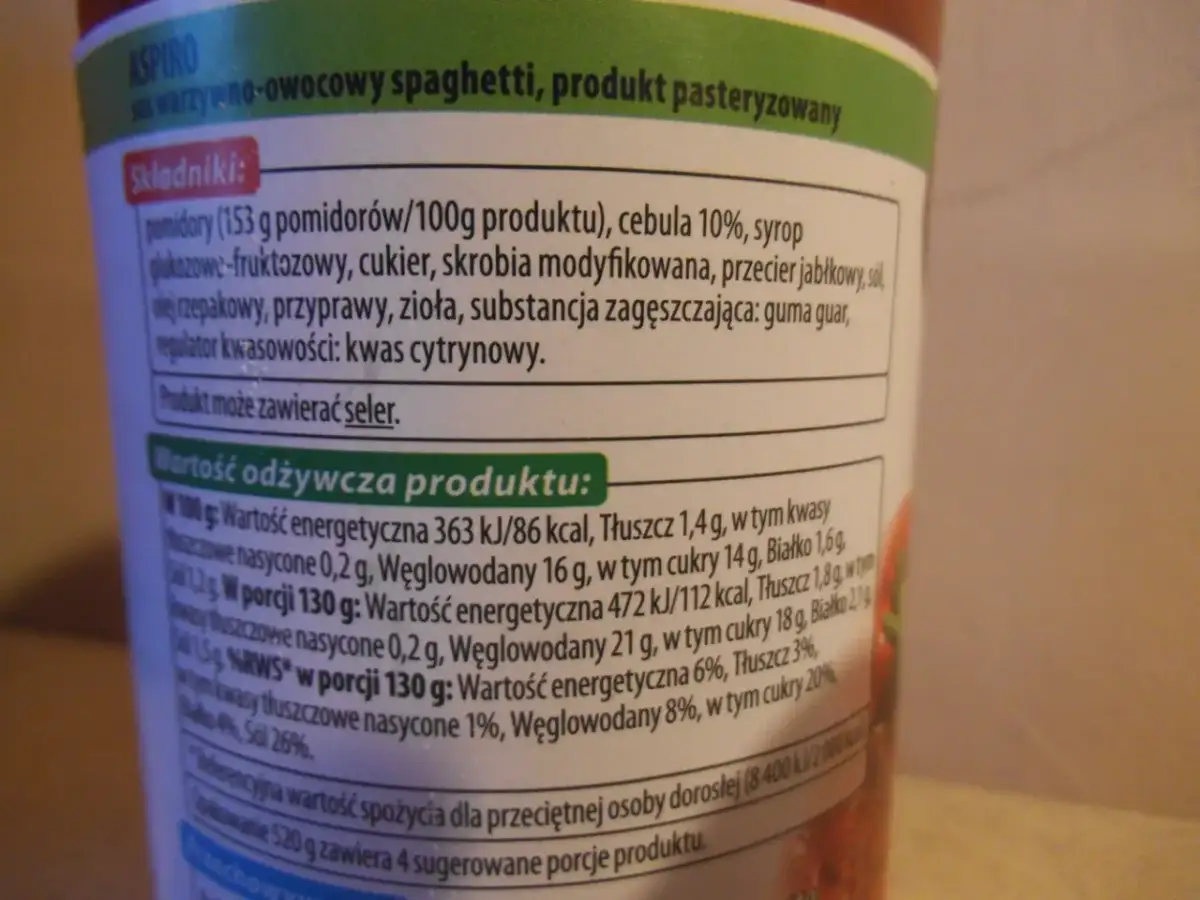 ASPIRO
sos warzywno-owocowy spaghetti, produkt pasteryzowany
Składniki:
pomidory (153 g pomidorów/100g produktu), cebula 10%, syrop
glukozowo-fruktozowy, cukier, skrobia modyfikowana, przecier jabłkowy, sól,
olej rzepakowy, przyprawy, zioła, substancja zagęszczająca: guma guar,
regulator kwasowości: kwas cytrynowy.
Produkt może zawierać seler.
Wartość odżywcza produktu:
W 100 g: Wartość energetyczna 363 kJ/86 kcal, Tłuszcz 1,4 g, w tym kwasy
tłuszczowe nasycone 0,2 g, Węglowodany 16 g, w tym cukry 14 g, Białko 1,6 g,
Sól 1,2 g. W porcji 130 g: Wartość energetyczna 472 kJ/112 kcal, Tłuszcz 1,8 g, w tym
kwasy tłuszczowe nasycone 0,2 g, Węglowodany 21 g, w tym cukry 18 g, Białko 2,1 g,
Sól 1,5 g. %RWS* w porcji 130 g: Wartość energetyczna 6%, Tłuszcz 3%,
w tym kwasy tłuszczowe nasycone 1%, Węglowodany 8%, w tym cukry 20%,
Białko 4%, Sól 26%.
*Referencyjna wartość spożycia dla przeciętnej osoby dorosłej (8 400 kJ/2 000 kcal)
Opakowanie 520 g zawiera 4 sugerowane porcje produktu.